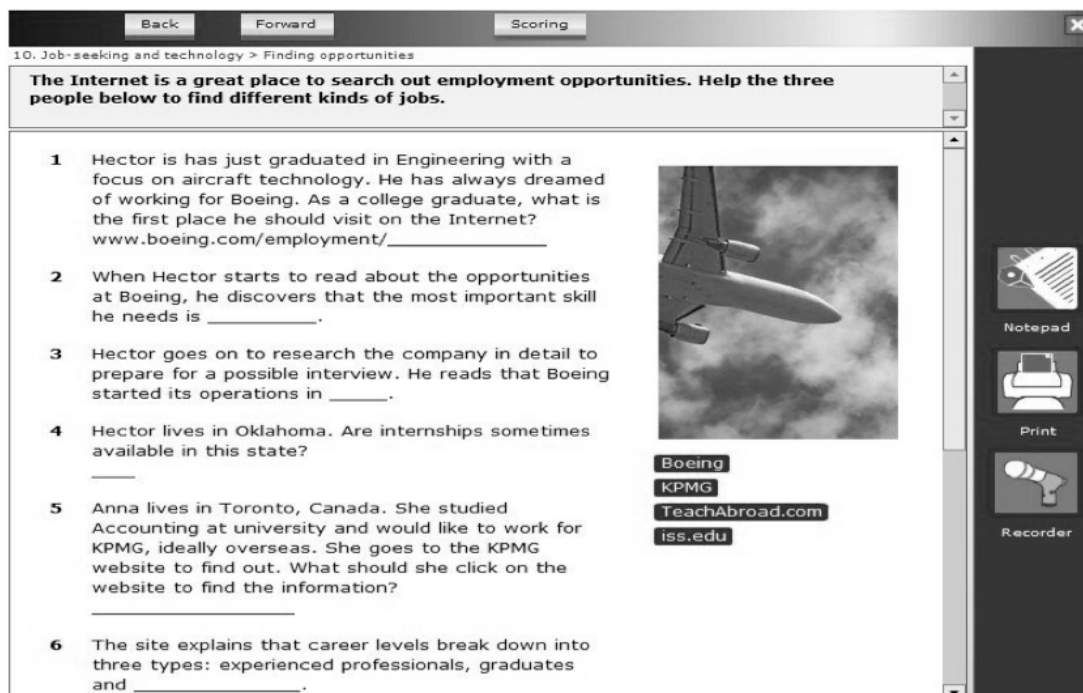 Back Forward Scoring
10. Job-seeking and technology > Finding opportunities
The Internet is a great place to search out employment opportunities. Help the three
people below to find different kinds of jobs.
1 Hector is has just graduated in Engineering with a
focus on aircraft technology. He has always dreamed
of working for Boeing. As a college graduate, what is
the first place he should visit on the Internet?
www.boeing.com/employment/_______________
2 When Hector starts to read about the opportunities
at Boeing, he discovers that the most important skill
he needs is __________.
3 Hector goes on to research the company in detail to
prepare for a possible interview. He reads that Boeing
started its operations in _____.
4 Hector lives in Oklahoma. Are internships sometimes
available in this state?
____
5 Anna lives in Toronto, Canada. She studied
Accounting at university and would like to work for
KPMG, ideally overseas. She goes to the KPMG
website to find out. What should she click on the
website to find the information?
___________________
6 The site explains that career levels break down into
three types: experienced professionals, graduates
and ________________.
Boeing
KPMG
TeachAbroad.com
iss.edu
Notepad
Print
Recorder